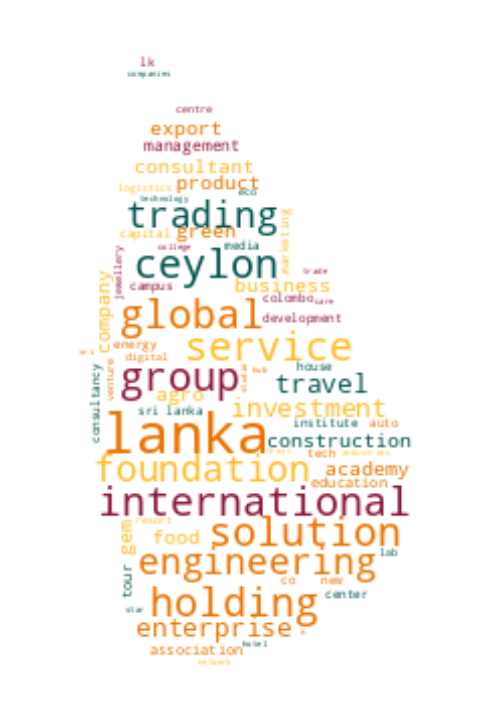 lk
companies
centre
export
management
consultant
logistics product
eco
technology
trading
capital green marketing
college media
jewellery ceylon
trade
campus business
company colombo care
global development
energy service
digital
venture house
hub
consultancy group studio travel
agro
sri lanka investment
institute auto
lanka construction
trust industries
tech
foundation academy
education
international
resort
gem food solution
lab
engineering
co new
tour center
star holding
enterprise
hotel
association
network